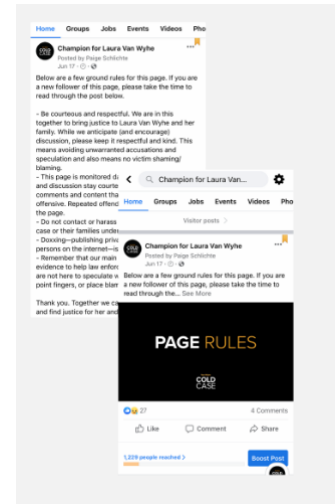 Home Groups Jobs Events Videos Pho
Champion for Laura Van Wyhe
Posted by Paige Schlichte
Jun 17
Below are a few ground rules for this page. If you are
a new follower of this page, please take the time to
read through the post below.
- Be courteous and respectful. We are in this
together to bring justice to Laura Van Wyhe and her
family. While we anticipate (and encourage)
discussion, please keep it respectful and kind. This
means avoiding unwarranted accusations and
speculation and also means no victim shaming/
blaming.
- This page is monitored
and discussion stay courte
comments and content tha
offensive. Repeated offend
the page.
- Do not contact or harass
case or their families under
- Doxxing—publishing priva
persons on the internet—is
- Remember that our main
evidence to help law enforc
are not here to speculate
point fingers, or place blam
Thank you. Together we ca
and find justice for her and
Champion for Laura Van...
Home Groups Jobs Events Videos Pho
Visitor posts
Champion for Laura Van Wyhe
Posted by Paige Schlichte
Jun 17
Below are a few ground rules for this page. If you are
a new follower of this page, please take the time to
read through the... See More
PAGE RULES
COLD
CASE
27
4 Comments
Like Comment Share
1,229 people reached
Boost Post